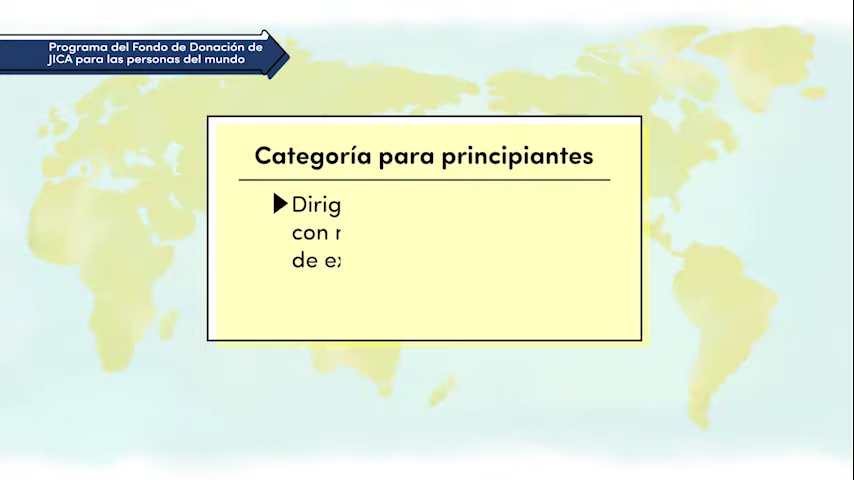 Programa del Fondo de Donación de
JICA para las personas del mundo
Categoría para principiantes
Dirig
con
de